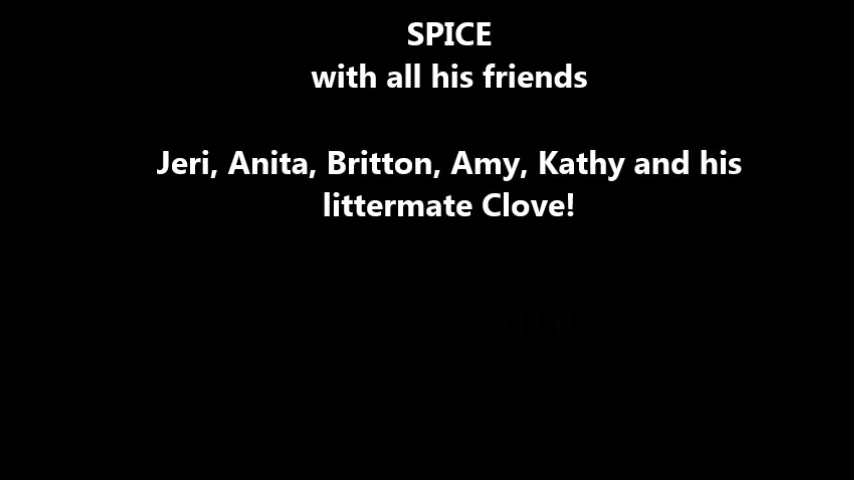 SPICE
with all his friends
Jeri, Anita, Britton, Amy, Kathy and his
littermate Clove!